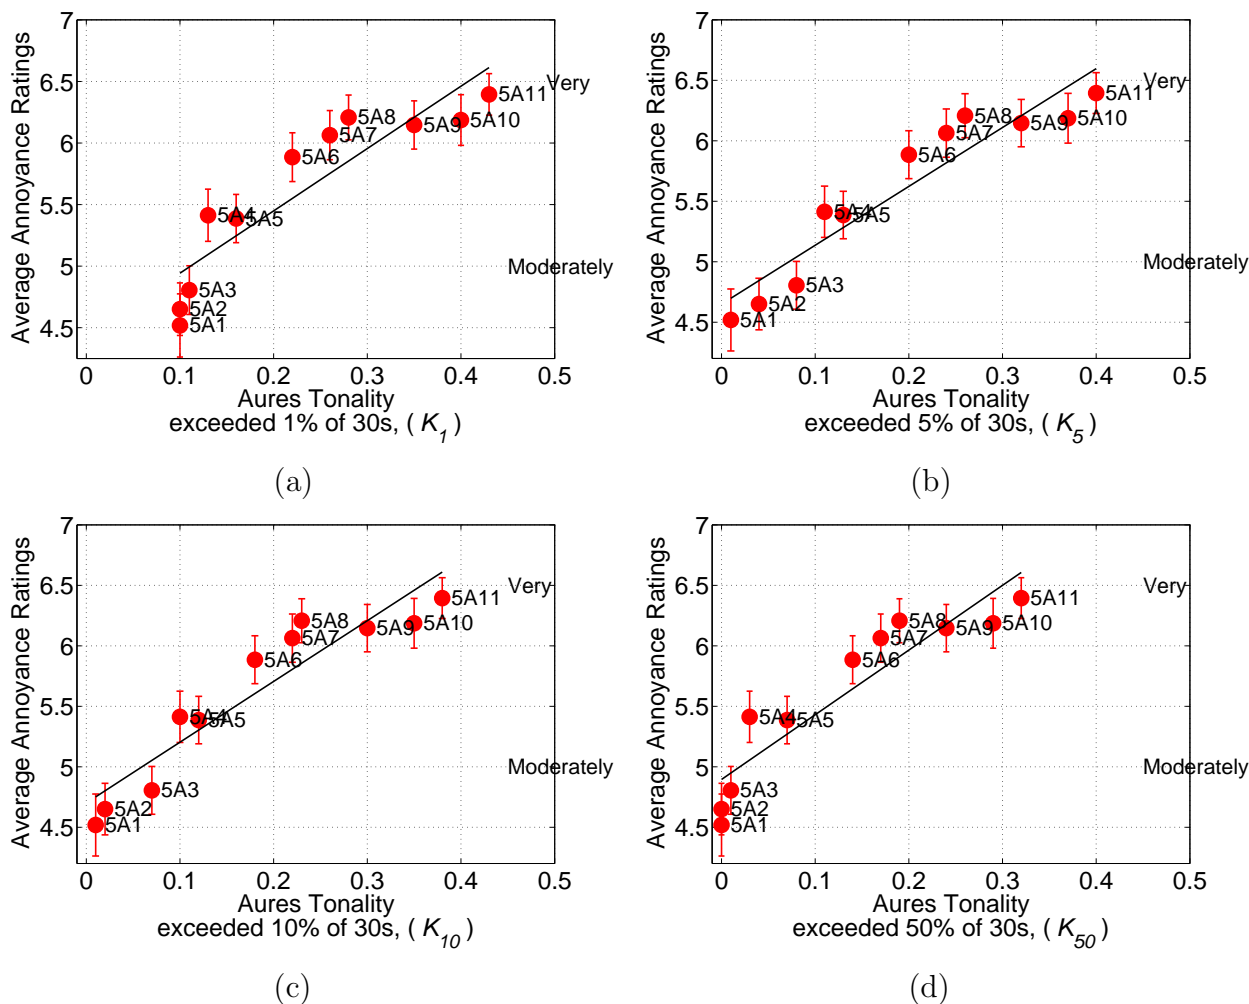 7
6.5
6
5.5
5
4.5
Average Annoyance Ratings
Very
Moderately
5A11
5A10
5A9
5A8
5A7
5A6
5A4
5A5
5A3
5A2
5A1
0 0.1 0.2 0.3 0.4 0.5
Aures Tonality
exceeded 1% of 30s, ( K1 )
(a)
7
6.5
6
5.5
5
4.5
Average Annoyance Ratings
Very
Moderately
5A11
5A10
5A9
5A8
5A7
5A6
5A4
5A5
5A3
5A2
5A1
0 0.1 0.2 0.3 0.4 0.5
Aures Tonality
exceeded 5% of 30s, ( K5 )
(b)
7
6.5
6
5.5
5
4.5
Average Annoyance Ratings
Very
Moderately
5A11
5A10
5A9
5A8
5A7
5A6
5A4
5A5
5A3
5A2
5A1
0 0.1 0.2 0.3 0.4 0.5
Aures Tonality
exceeded 10% of 30s, ( K10 )
(c)
7
6.5
6
5.5
5
4.5
Average Annoyance Ratings
Very
Moderately
5A11
5A10
5A9
5A8
5A7
5A6
5A4
5A5
5A3
5A2
5A1
0 0.1 0.2 0.3 0.4 0.5
Aures Tonality
exceeded 50% of 30s, ( K50 )
(d)